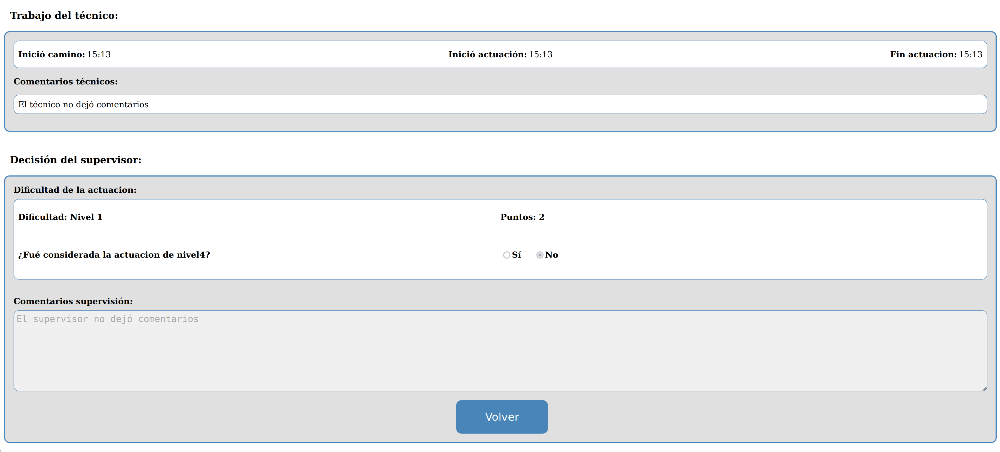 Trabajo del técnico:
Inició camino: 15:13 Inició actuación: 15:13 Fin actuacion: 15:13
Comentarios técnicos:
El técnico no dejó comentarios
Decisión del supervisor:
Dificultad de la actuacion:
Dificultad: Nivel 1 Puntos: 2
¿Fué considerada la actuacion de nivel4? Sí No
Comentarios supervisión:
El supervisor no dejó comentarios
Volver